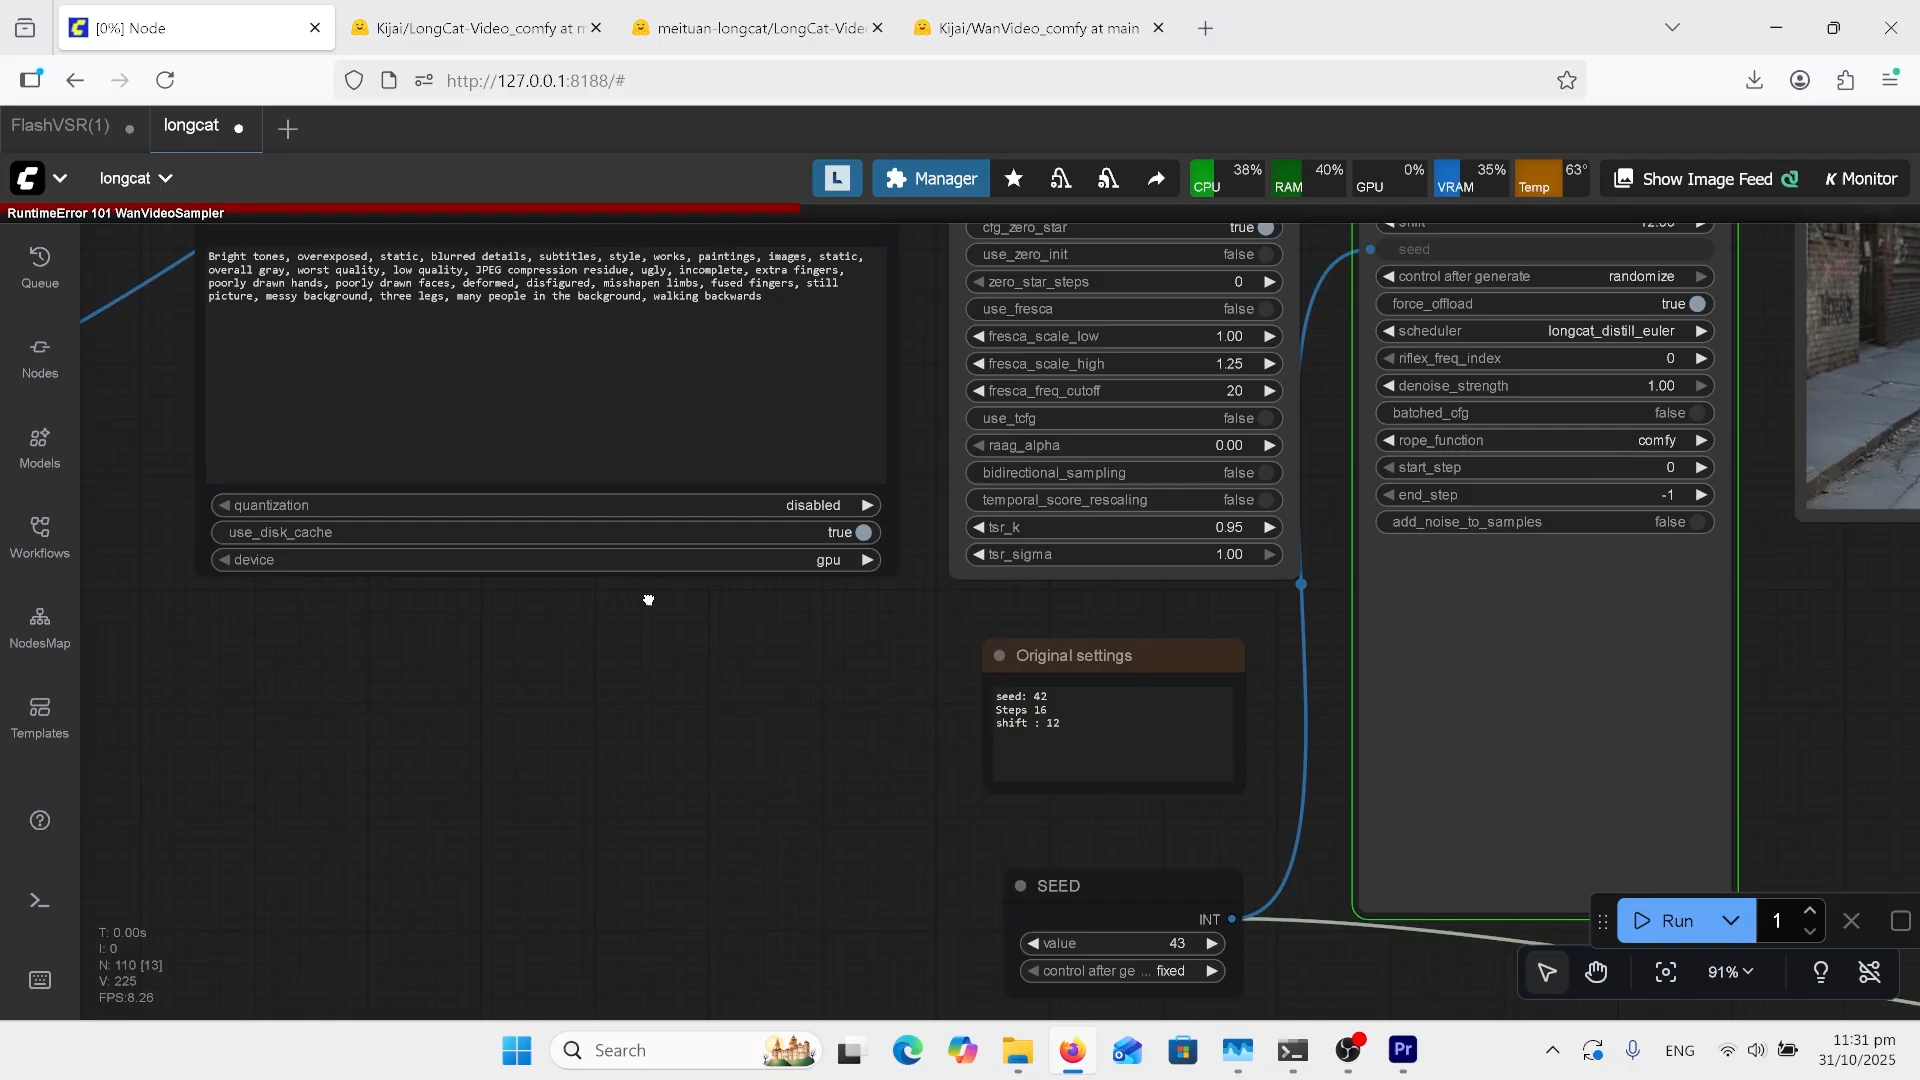 [0%] Node
Kijai/LongCat-Video_comfy at m
meituan-longcat/LongCat-Vide
Kijai/WanVideo_comfy at main
http://127.0.0.1:8188/#
FlashVSR(1)
longcat
longcat
L
Manager
CPU 38%
RAM 40%
GPU 0%
VRAM 35%
Temp 63°
Show Image Feed
Monitor
RuntimeError 101 WanVideoSampler
Queue
Nodes
Models
Workflows
NodesMap
Templates
Bright tones, overexposed, static, blurred details, subtitles, style, works, paintings, images, static,
overall gray, worst quality, low quality, JPEG compression residue, ugly, incomplete, extra fingers,
poorly drawn hands, poorly drawn faces, deformed, disfigured, misshapen limbs, fused fingers, still
picture, messy background, three legs, many people in the background, walking backwards
quantization disabled
use_disk_cache true
device gpu
cfg_zero_star true
use_zero_init false
zero_star_steps 0
use_fresca false
fresca_scale_low 1.00
fresca_scale_high 1.25
fresca_freq_cutoff 20
use_tcfg false
raag_alpha 0.00
bidirectional_sampling false
temporal_score_rescaling false
tsr_k 0.95
tsr_sigma 1.00
shift 12.00
seed
control after generate randomize
force_offload true
scheduler longcat_distill_euler
riflex_freq_index 0
denoise_strength 1.00
batched_cfg false
rope_function comfy
start_step 0
end_step -1
add_noise_to_samples false
Original settings
seed: 42
Steps 16
shift : 12
SEED
INT
value 43
control after ge ... fixed
T: 0.00s
I: 0
N: 110 [13]
V: 225
FPS:8.26
Run
1
91%
Search
Pr
ENG
11:31 pm
31/10/2025